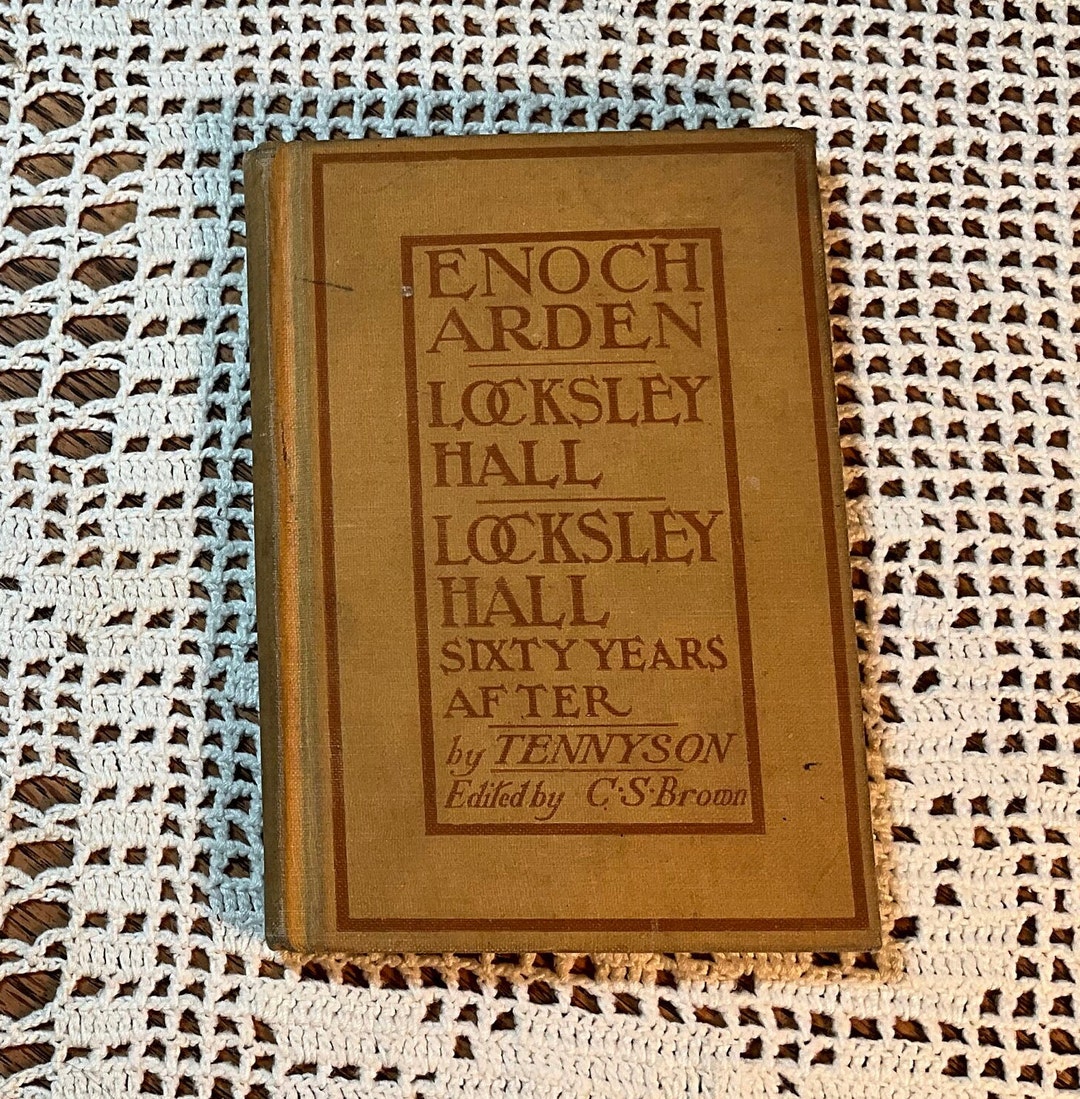 ENOCH
ARDEN
LOCKSLEY
HALL
LOCKSLEY
HALL
SIXTY YEARS
AFTER
by TENNYSON
Edited by C·S·Brown